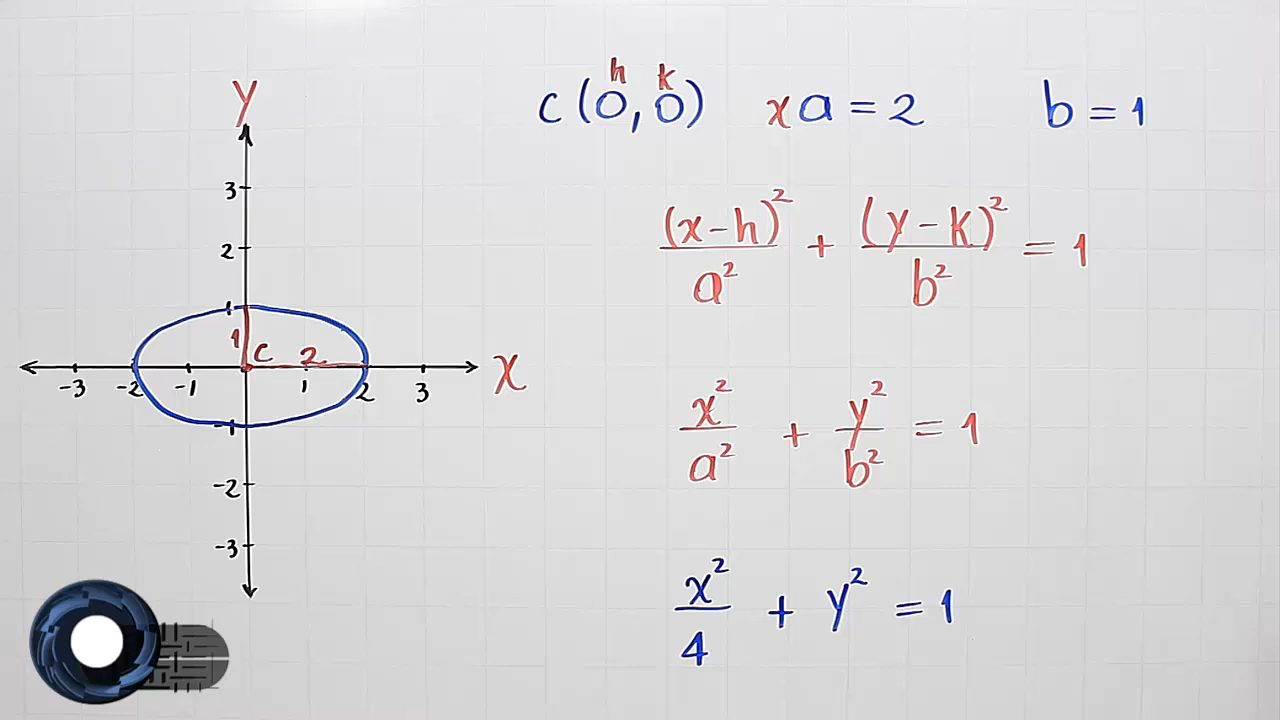 y
3
2
1
1
C
2
-3
-2
-1
1
2
3
x
-1
-2
-3
h k
c(0,0) xa=2 b=1
(x-h)²/a² + (y-k)²/b² = 1
x²/a² + y²/b² = 1
x²/4 + y² = 1